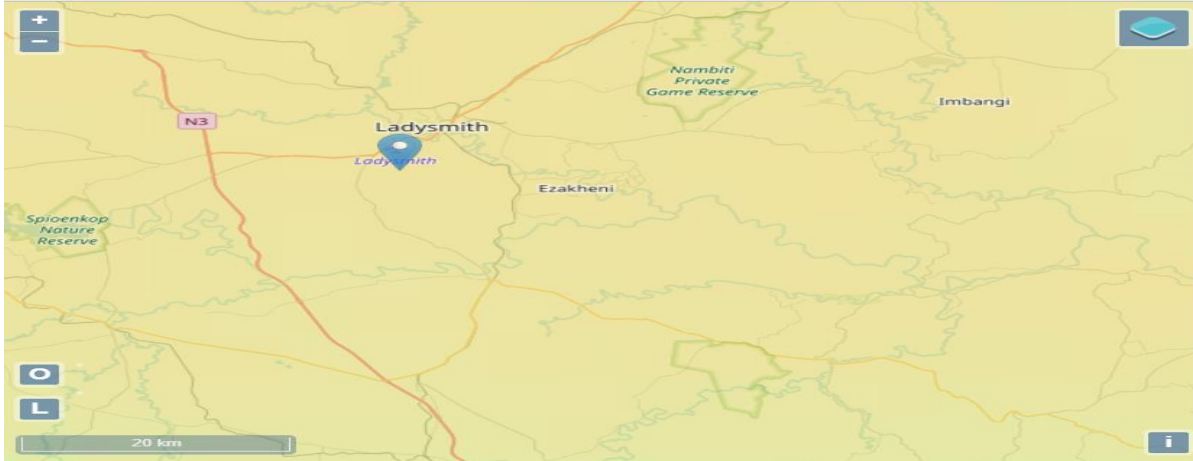 +
−
Nambiti
Private
Game Reserve
Imbangi
N3
Ladysmith
Ladysmith
Ezakheni
Spioenkop
Nature
Reserve
O
L
20 km
i